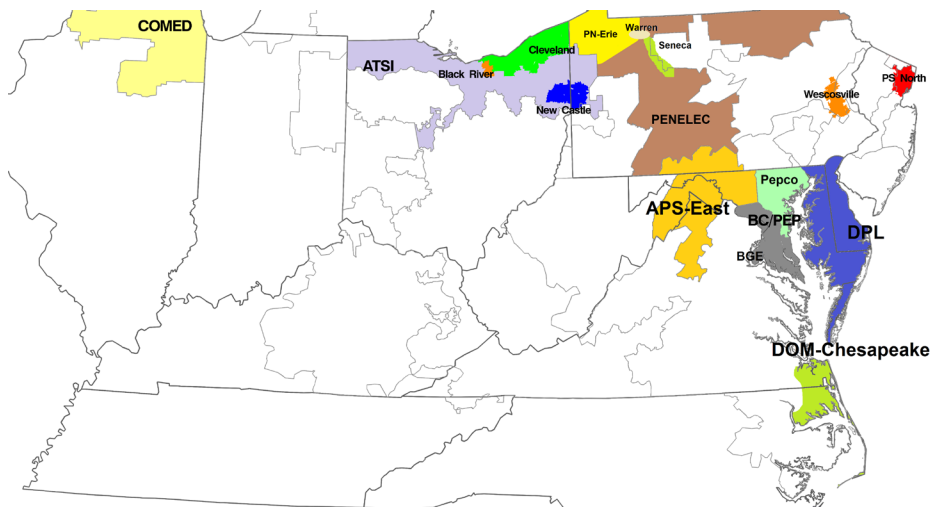 COMED
Warren
PN-Erie
Seneca
Cleveland
ATSI
Black River
PS North
Wescosville
New Castle
PENELEC
Pepco
APS-East
BC/PEP
DPL
BGE
DOM-Chesapeake